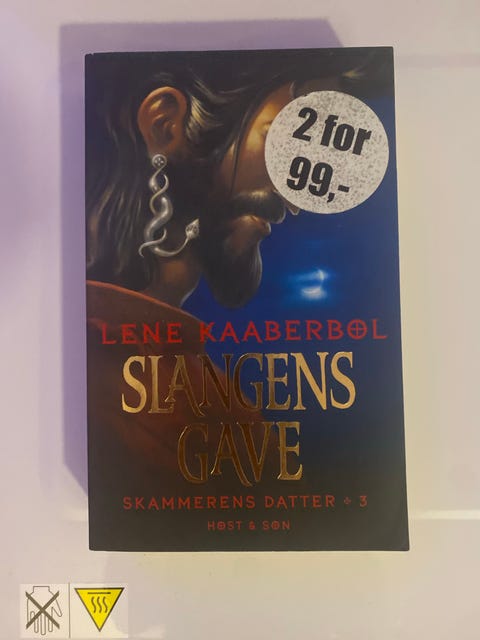 2 for
99,-
LENE KAABERBØL
SLANGENS
GAVE
SKAMMERENS DATTER + 3
HØST & SØN